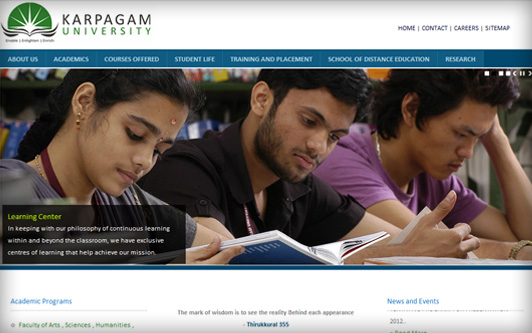 KARPAGAM
UNIVERSITY
Enable | Enlighten | Enrich
HOME | CONTACT | CAREERS | SITEMAP
ABOUT US ACADEMICS COURSES OFFERED STUDENT LIFE TRAINING AND PLACEMENT SCHOOL OF DISTANCE EDUCATION RESEARCH
Learning Center
In keeping with our philosophy of continuous learning
within and beyond the classroom, we have exclusive
centres of learning that help achieve our mission.
Academic Programs
Faculty of Arts , Sciences , Humanities ,
The mark of wisdom is to see the reality Behind each appearance
- Thirukkural 355
News and Events
2012..
» Read More